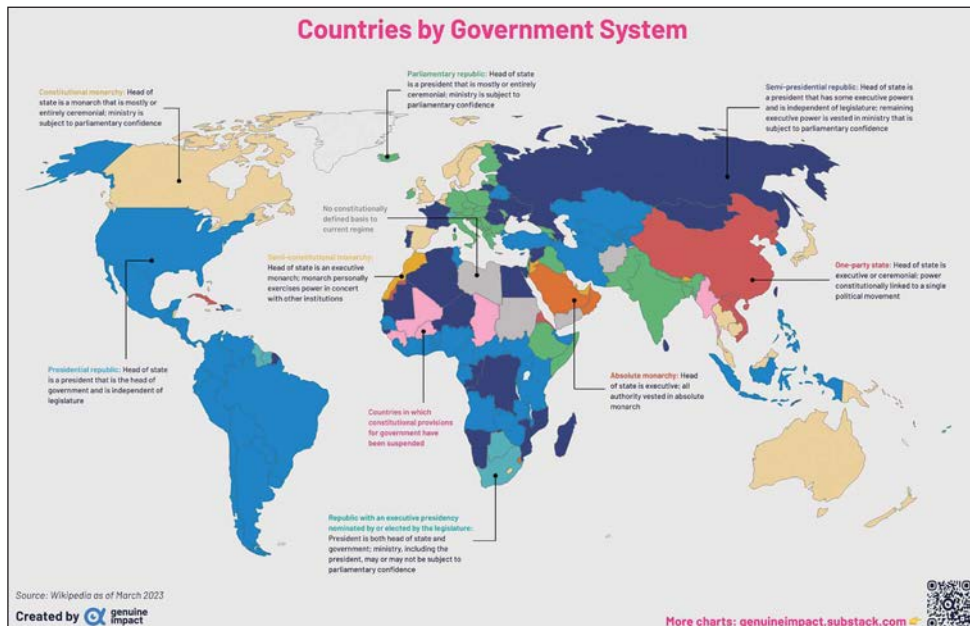 Countries by Government System
Constitutional monarchy: Head of
state is a monarch that is mostly or
entirely ceremonial; ministry is
subject to parliamentary confidence
Parliamentary republic: Head of state
is a president that is mostly or
entirely ceremonial; ministry is
subject to parliamentary confidence
Semi-presidential republic: Head of state is
a president that has some executive powers
and is independent of legislature; remaining
executive power is vested in ministry that is
subject to parliamentary confidence
No constitutionally
defined basis to
current regime
Semi-constitutional monarchy:
Head of state is an executive
monarch; monarch personally
exercises power in concert
with other institutions
One-party state: Head of state is
executive or ceremonial; power
constitutionally linked to a single
political movement
Presidential republic: Head of state
is a president that is the head of
government and is independent of
legislature
Absolute monarchy: Head
of state is executive; all
authority vested in absolute
monarch
Countries in which
constitutional provisions
for government have
been suspended
Republic with an executive presidency
nominated by or elected by the legislature:
President is both head of state and
government; ministry, including the
president, may or may not be subject to
parliamentary confidence
Source: Wikipedia as of March 2023
Created by genuine
impact
More charts: genuineimpact.substack.com